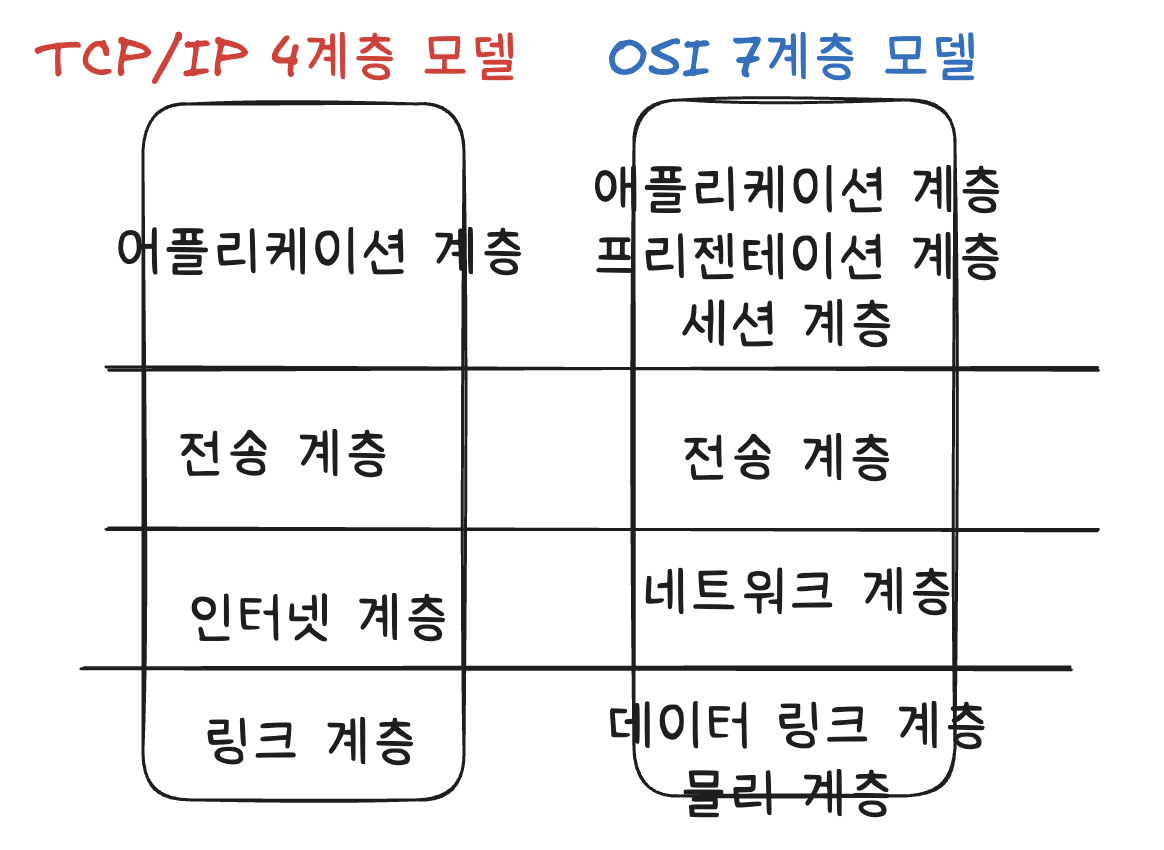 TCP/IP 4계층 모델
어플리케이션 계층
전송 계층
인터넷 계층
링크 계층
OSI 7계층 모델
애플리케이션 계층
프리젠테이션 계층
세션 계층
전송 계층
네트워크 계층
데이터 링크 계층
물리 계층